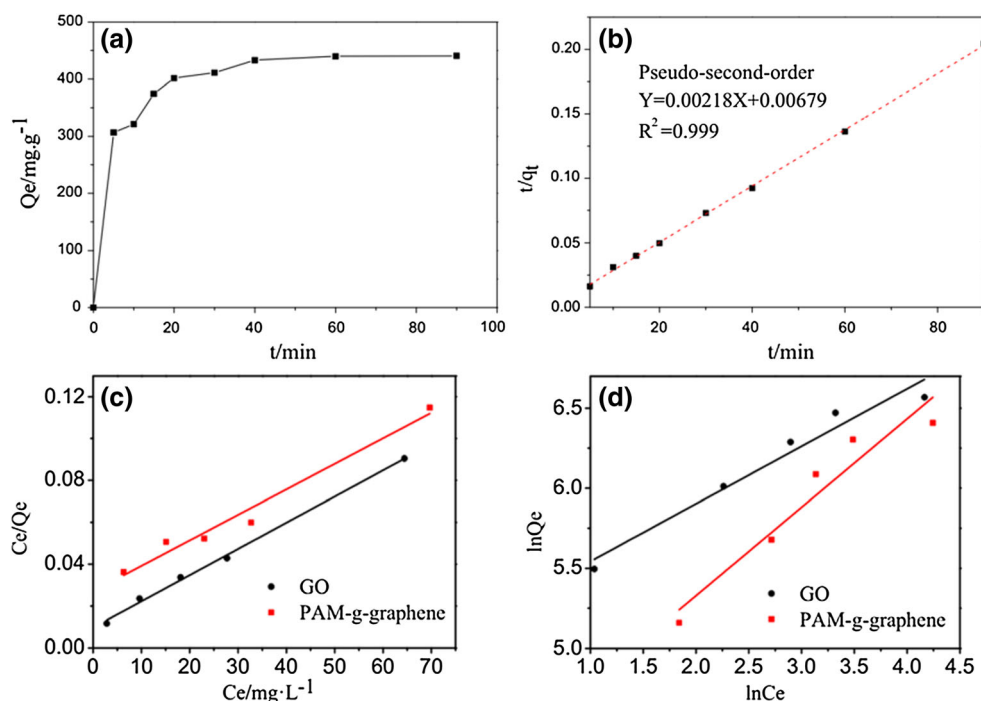 (a)
500
400
300
200
100
0
Qe/mg.g-1
0 20 40 60 80 100
t/min
(b)
Pseudo-second-order
Y=0.00218X+0.00679
R2=0.999
0.20
0.15
0.10
0.05
0.00
t/qt
20 40 60 80
t/min
(c)
0.12
0.08
0.04
0.00
Ce/Qe
GO
PAM-g-graphene
0 10 20 30 40 50 60 70
Ce/mg·L-1
(d)
6.5
6.0
5.5
5.0
lnQe
GO
PAM-g-graphene
1.0 1.5 2.0 2.5 3.0 3.5 4.0 4.5
lnCe